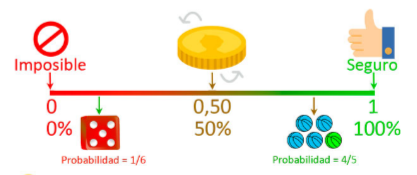 Imposible
Seguro
0
0,50
1
0%
50%
100%
Probabilidad = 1/6
Probabilidad = 4/5